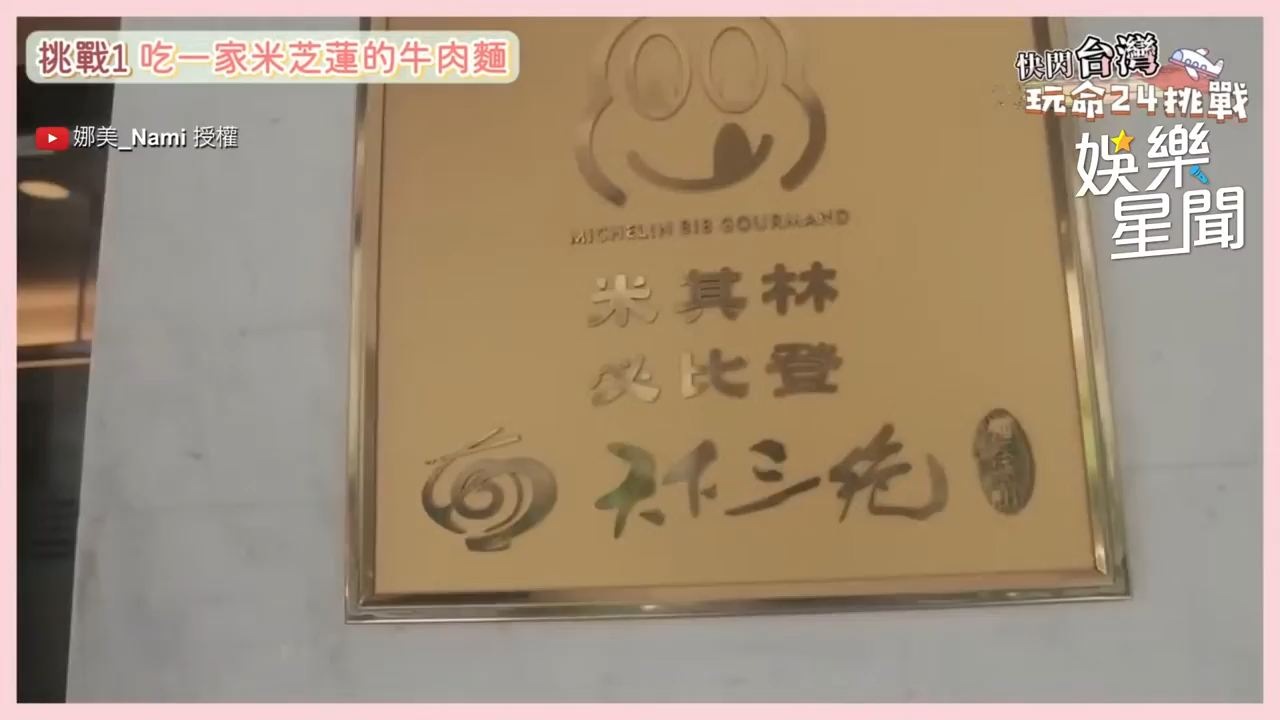 挑戰1 吃一家米芝蓮的牛肉麵
快閃台灣
玩命24挑戰
娜美_Nami 授權
娛樂
星聞
MICHELIN BIB GOURMAND
米其林
必比登
天下三絕